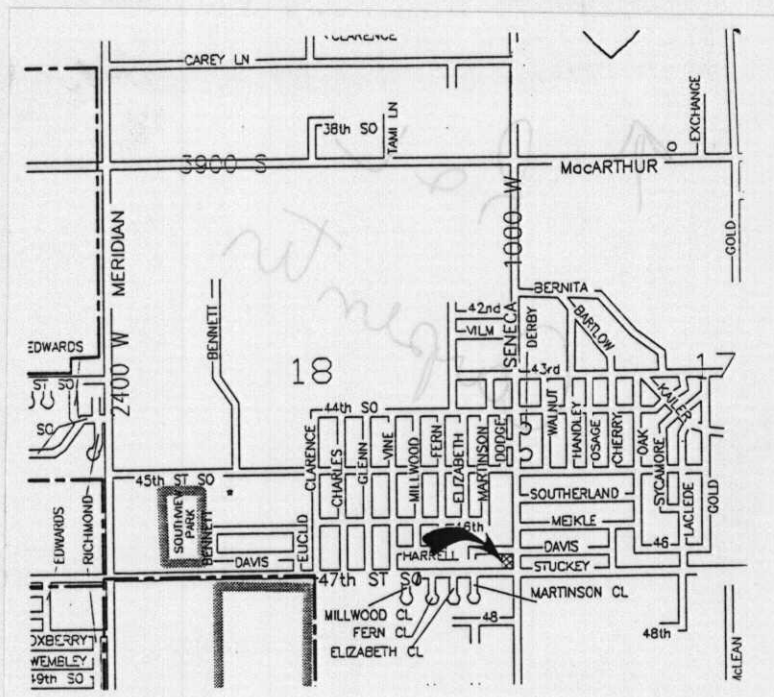 CLARENCE
CAREY LN
38th SO
TAMI LN
EXCHANGE
3900 S
MacARTHUR
MERIDIAN
1000 W
GOLD
BERNITA
BENNETT
42nd
VILM
SENECA
DERBY
BARTLOW
EDWARDS
2400 W
18
43rd
ST SO
KAILER
44th SO
SO
CLARENCE
CHARLES
GLENN
VINE
MILLWOOD
FERN
ELIZABETH
MARTINSON
DODGE
WALNUT
HANDLEY
OSAGE
CHERRY
OAK
SYCAMORE
LACLEDE
GOLD
45th ST SO
SOUTHERLAND
EDWARDS
RICHMOND
SOUTHVIEW
PARK
BENNETT
EUCLID
46th
MEIKLE
DAVIS
HARRELL
DAVIS
46
STUCKEY
47th ST SO
MILLWOOD CL
MARTINSON CL
FERN CL
48
ELIZABETH CL
48th
OXBERRY
WEMBLEY
49th SO
McLEAN